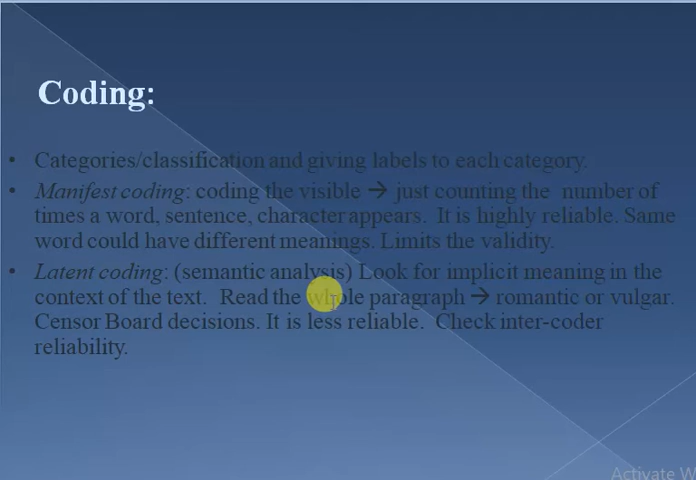 Coding:
• Categories/classification and giving labels to each category.
• Manifest coding: coding the visible → just counting the number of
times a word, sentence, character appears. It is highly reliable. Same
word could have different meanings. Limits the validity.
• Latent coding: (semantic analysis) Look for implicit meaning in the
context of the text. Read the whole paragraph → romantic or vulgar.
Censor Board decisions. It is less reliable. Check inter-coder
reliability.
Activate W